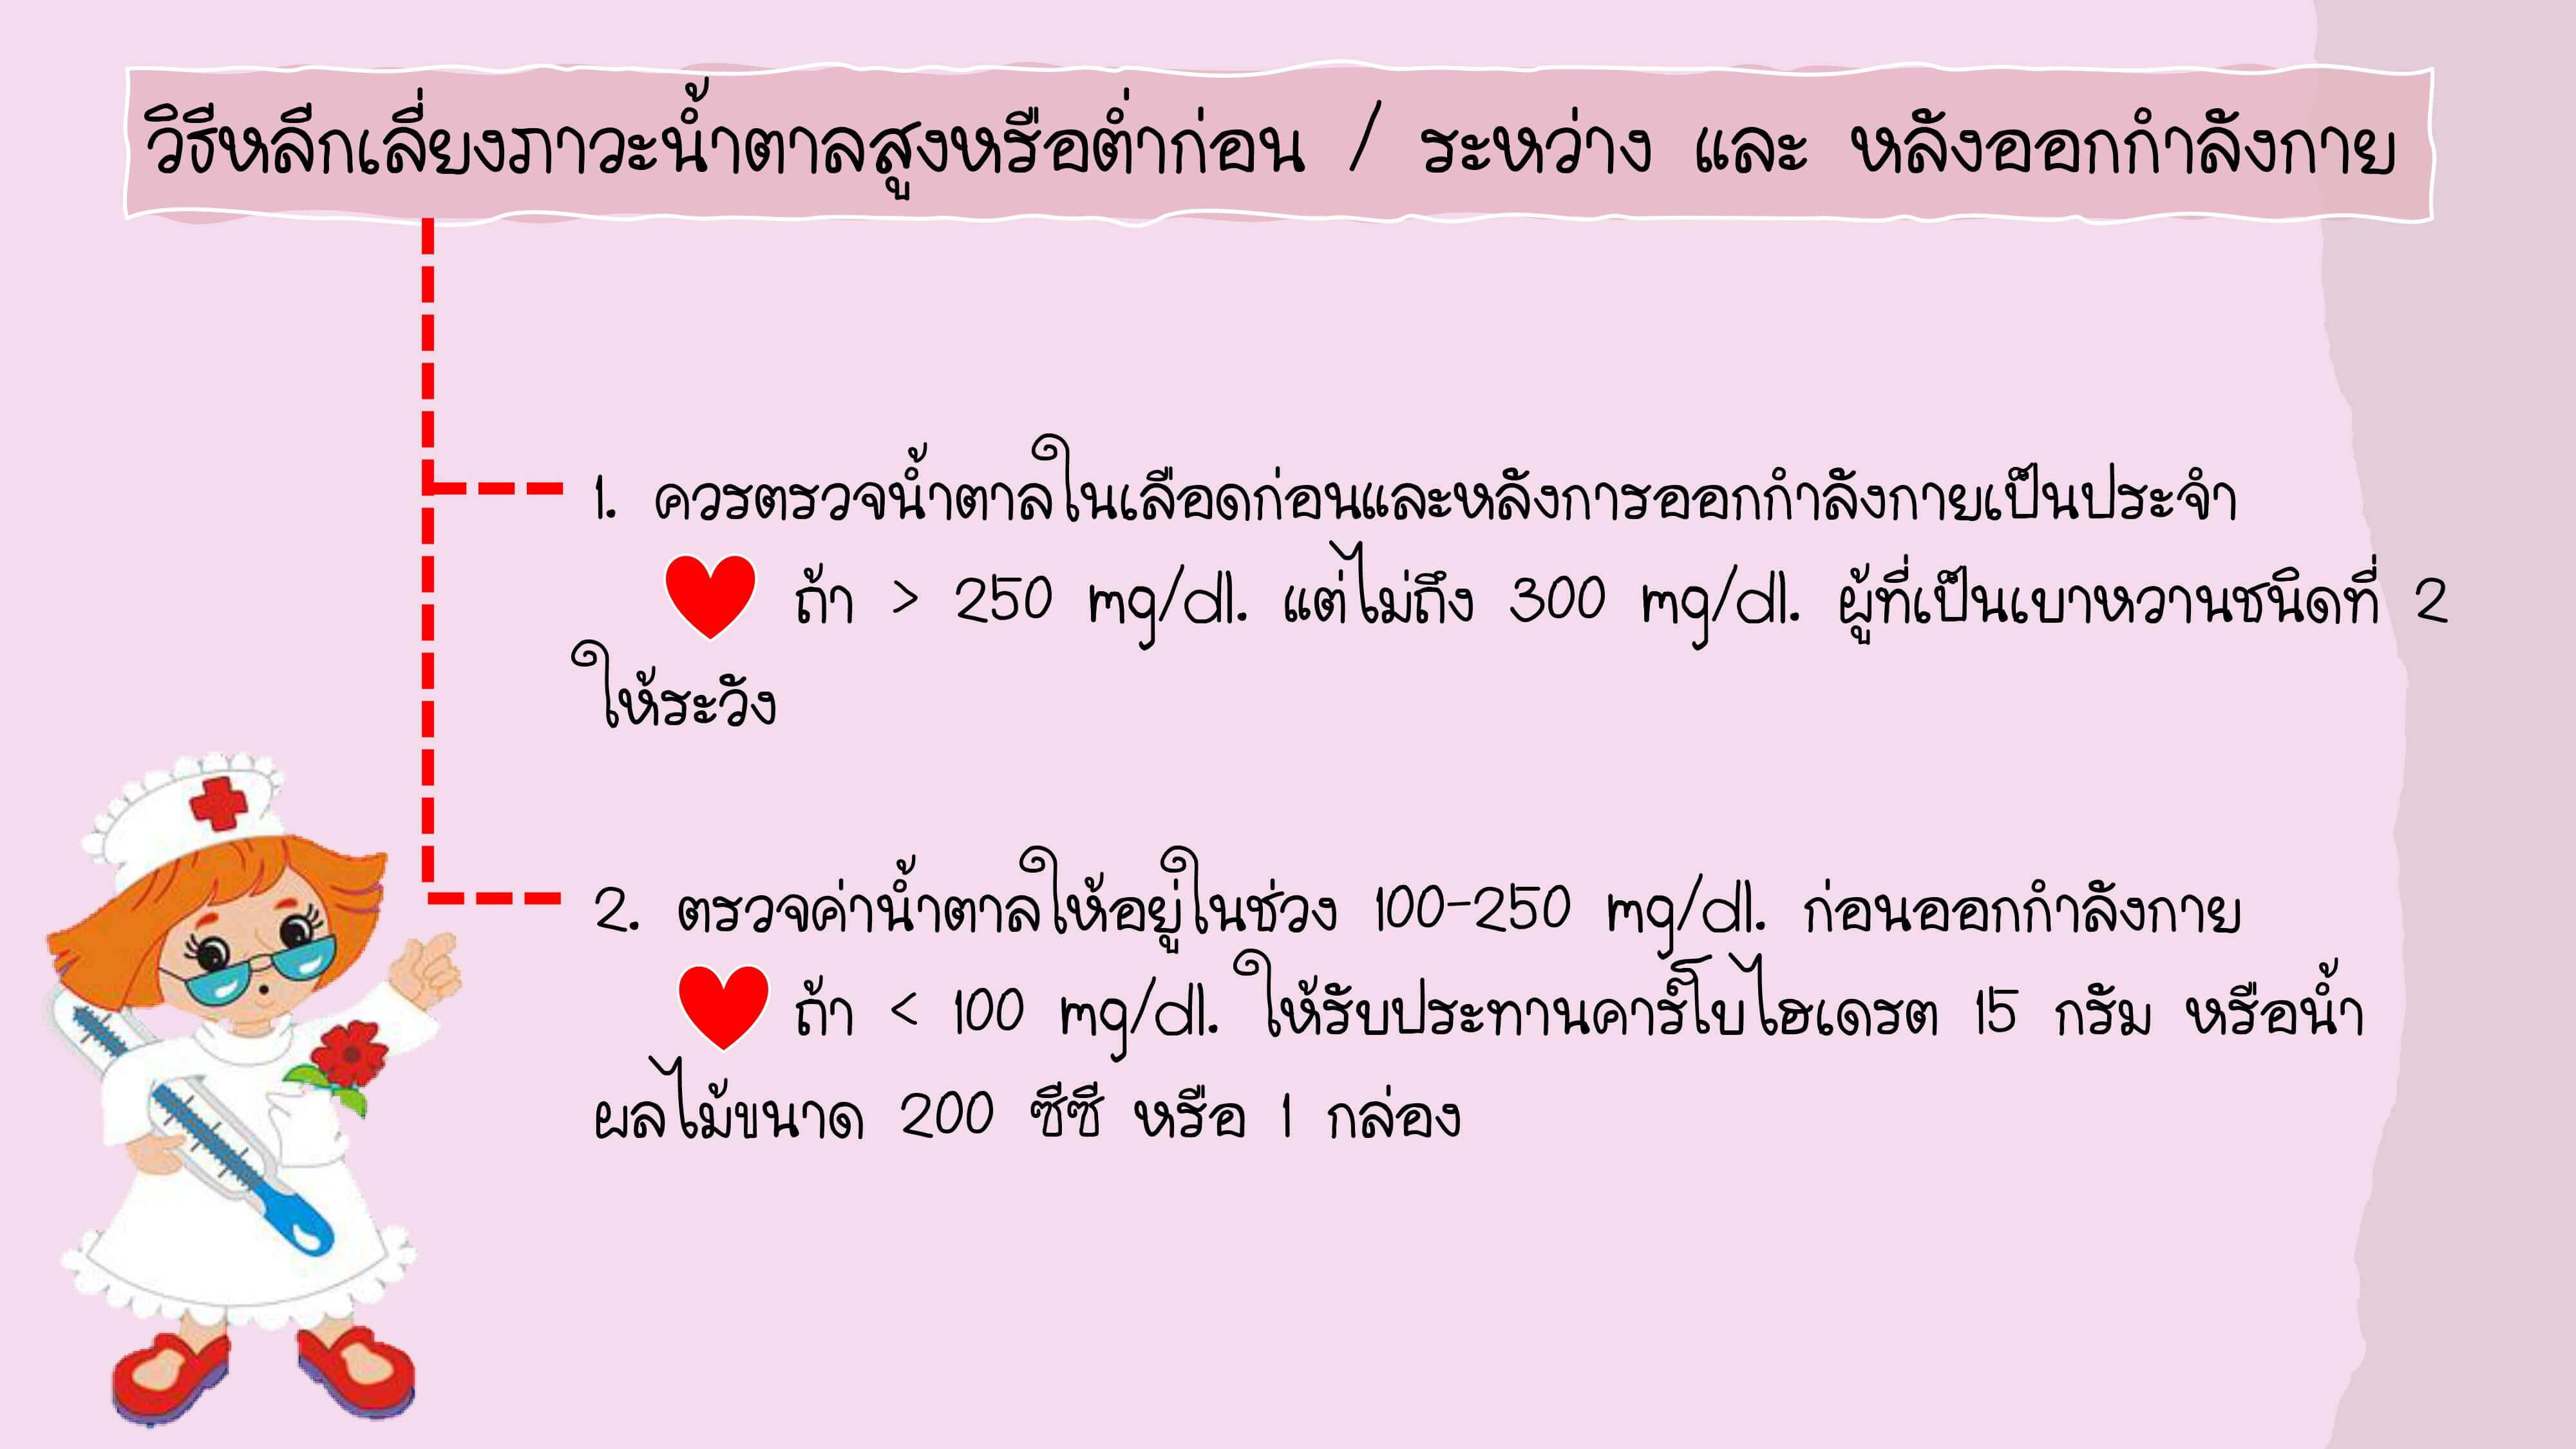 วิธีหลีกเลี่ยงภาวะน้ำตาลสูงหรือต่ำก่อน / ระหว่าง และ หลังออกกำลังกาย
1. ควรตรวจน้ำตาลในเลือดก่อนและหลังการออกกำลังกายเป็นประจำ
ถ้า > 250 mg/dl. แต่ไม่ถึง 300 mg/dl. ผู้ที่เป็นเบาหวานชนิดที่ 2
ให้ระวัง
2. ตรวจค่าน้ำตาลให้อยู่ในช่วง 100-250 mg/dl. ก่อนออกกำลังกาย
ถ้า < 100 mg/dl. ให้รับประทานคาร์โบไฮเดรต 15 กรัม หรือน้ำ
ผลไม้ขนาด 200 ซีซี หรือ 1 กล่อง